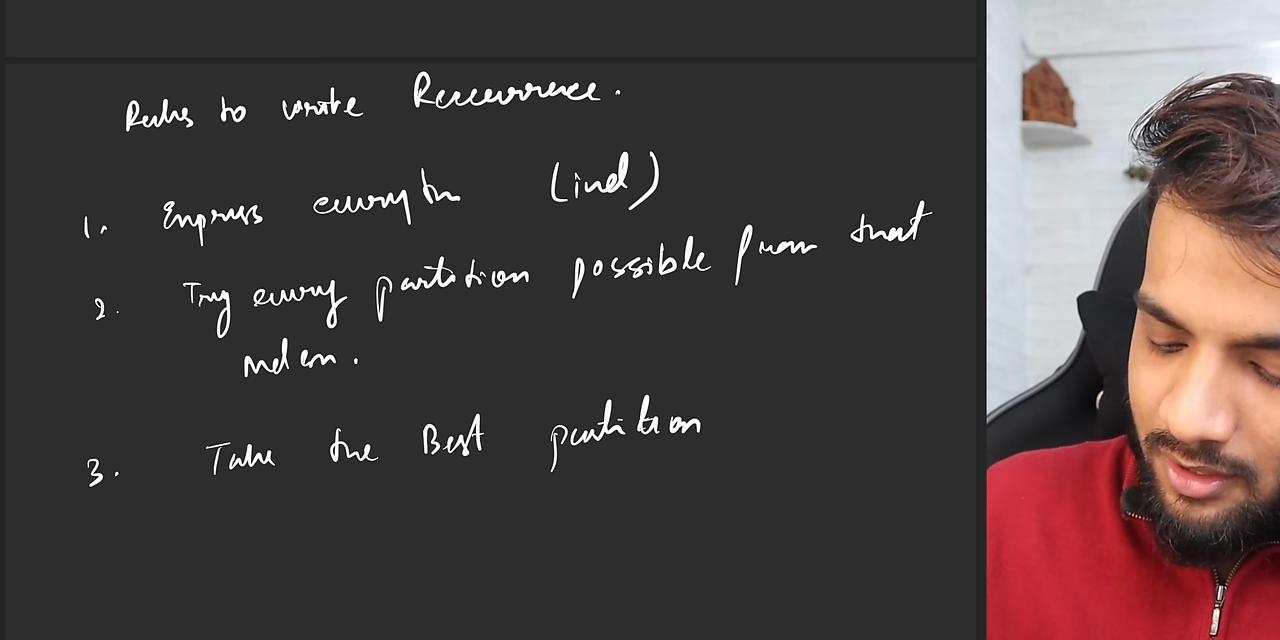 Rules to write Recurrence.
1. Express everythn (ind)
2. Try every partition possible from that
index.
3. Take the Best partition